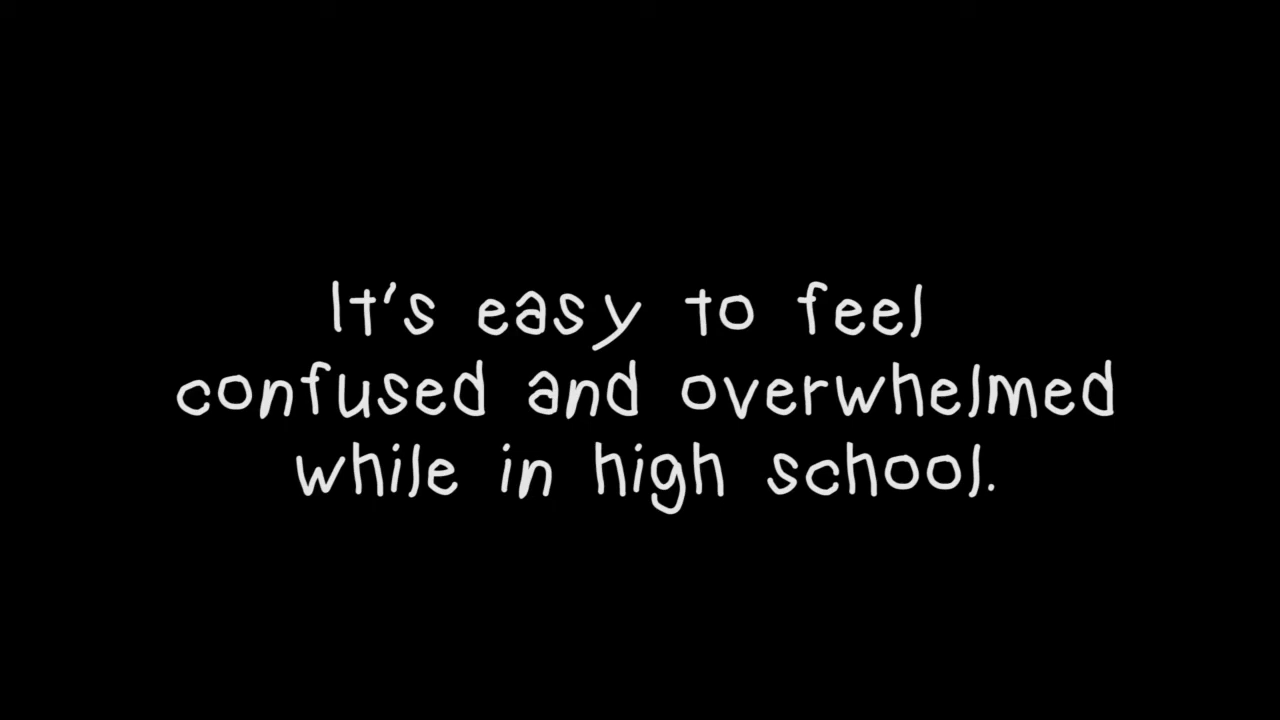 It's easy to feel
confused and overwhelmed
while in high school.